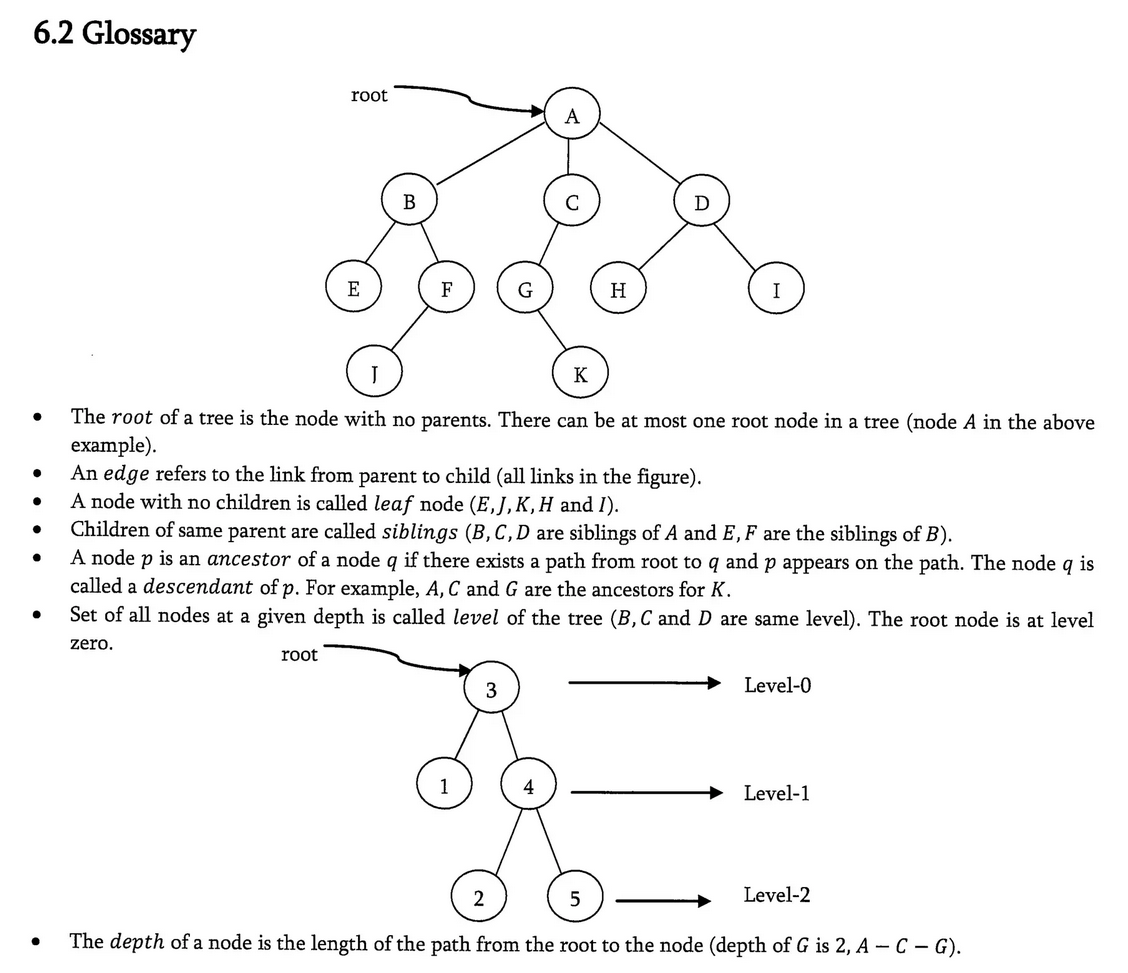 6.2 Glossary
root
A
B
C
D
E
F
G
H
I
J
K
• The root of a tree is the node with no parents. There can be at most one root node in a tree (node A in the above
example).
• An edge refers to the link from parent to child (all links in the figure).
• A node with no children is called leaf node (E, J, K, H and I).
• Children of same parent are called siblings (B, C, D are siblings of A and E, F are the siblings of B).
• A node p is an ancestor of a node q if there exists a path from root to q and p appears on the path. The node q is
called a descendant of p. For example, A, C and G are the ancestors for K.
• Set of all nodes at a given depth is called level of the tree (B, C and D are same level). The root node is at level
zero.
root
3
Level-0
1
4
Level-1
2
5
Level-2
• The depth of a node is the length of the path from the root to the node (depth of G is 2, A – C – G).